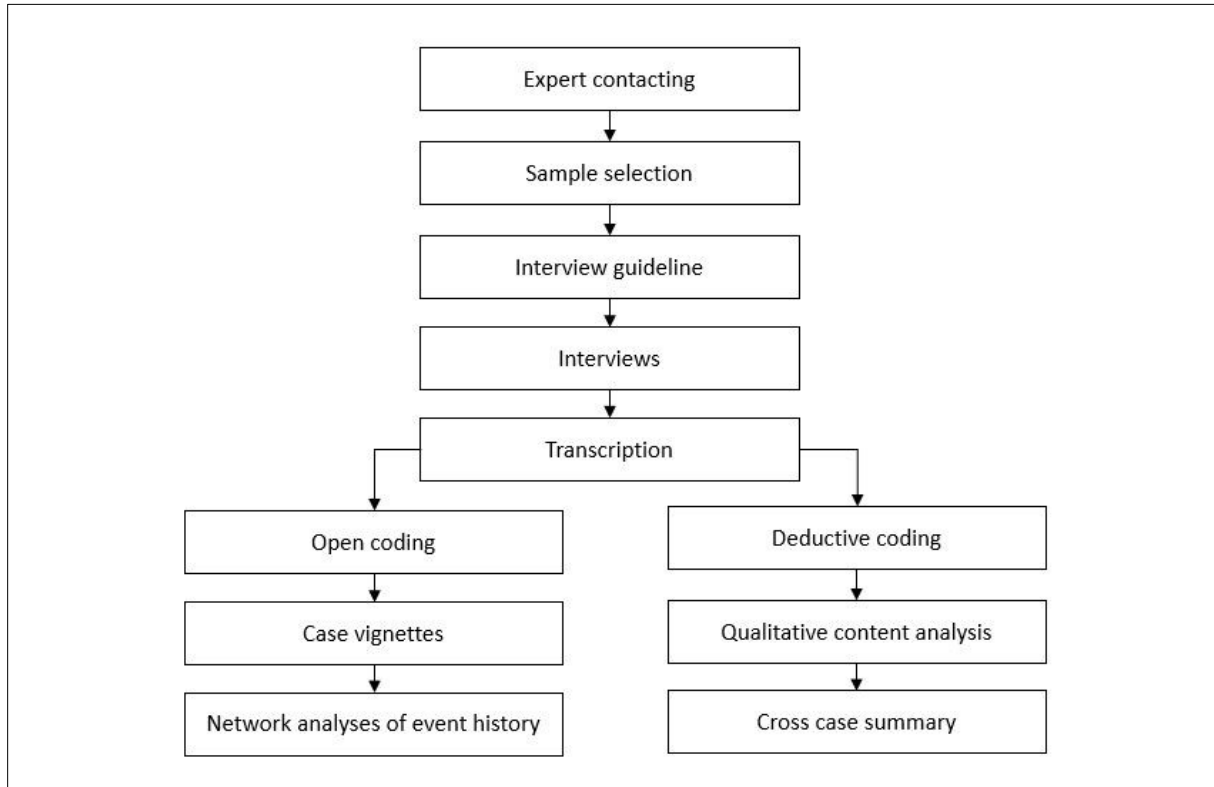 Expert contacting
Sample selection
Interview guideline
Interviews
Transcription
Open coding
Case vignettes
Network analyses of event history
Deductive coding
Qualitative content analysis
Cross case summary